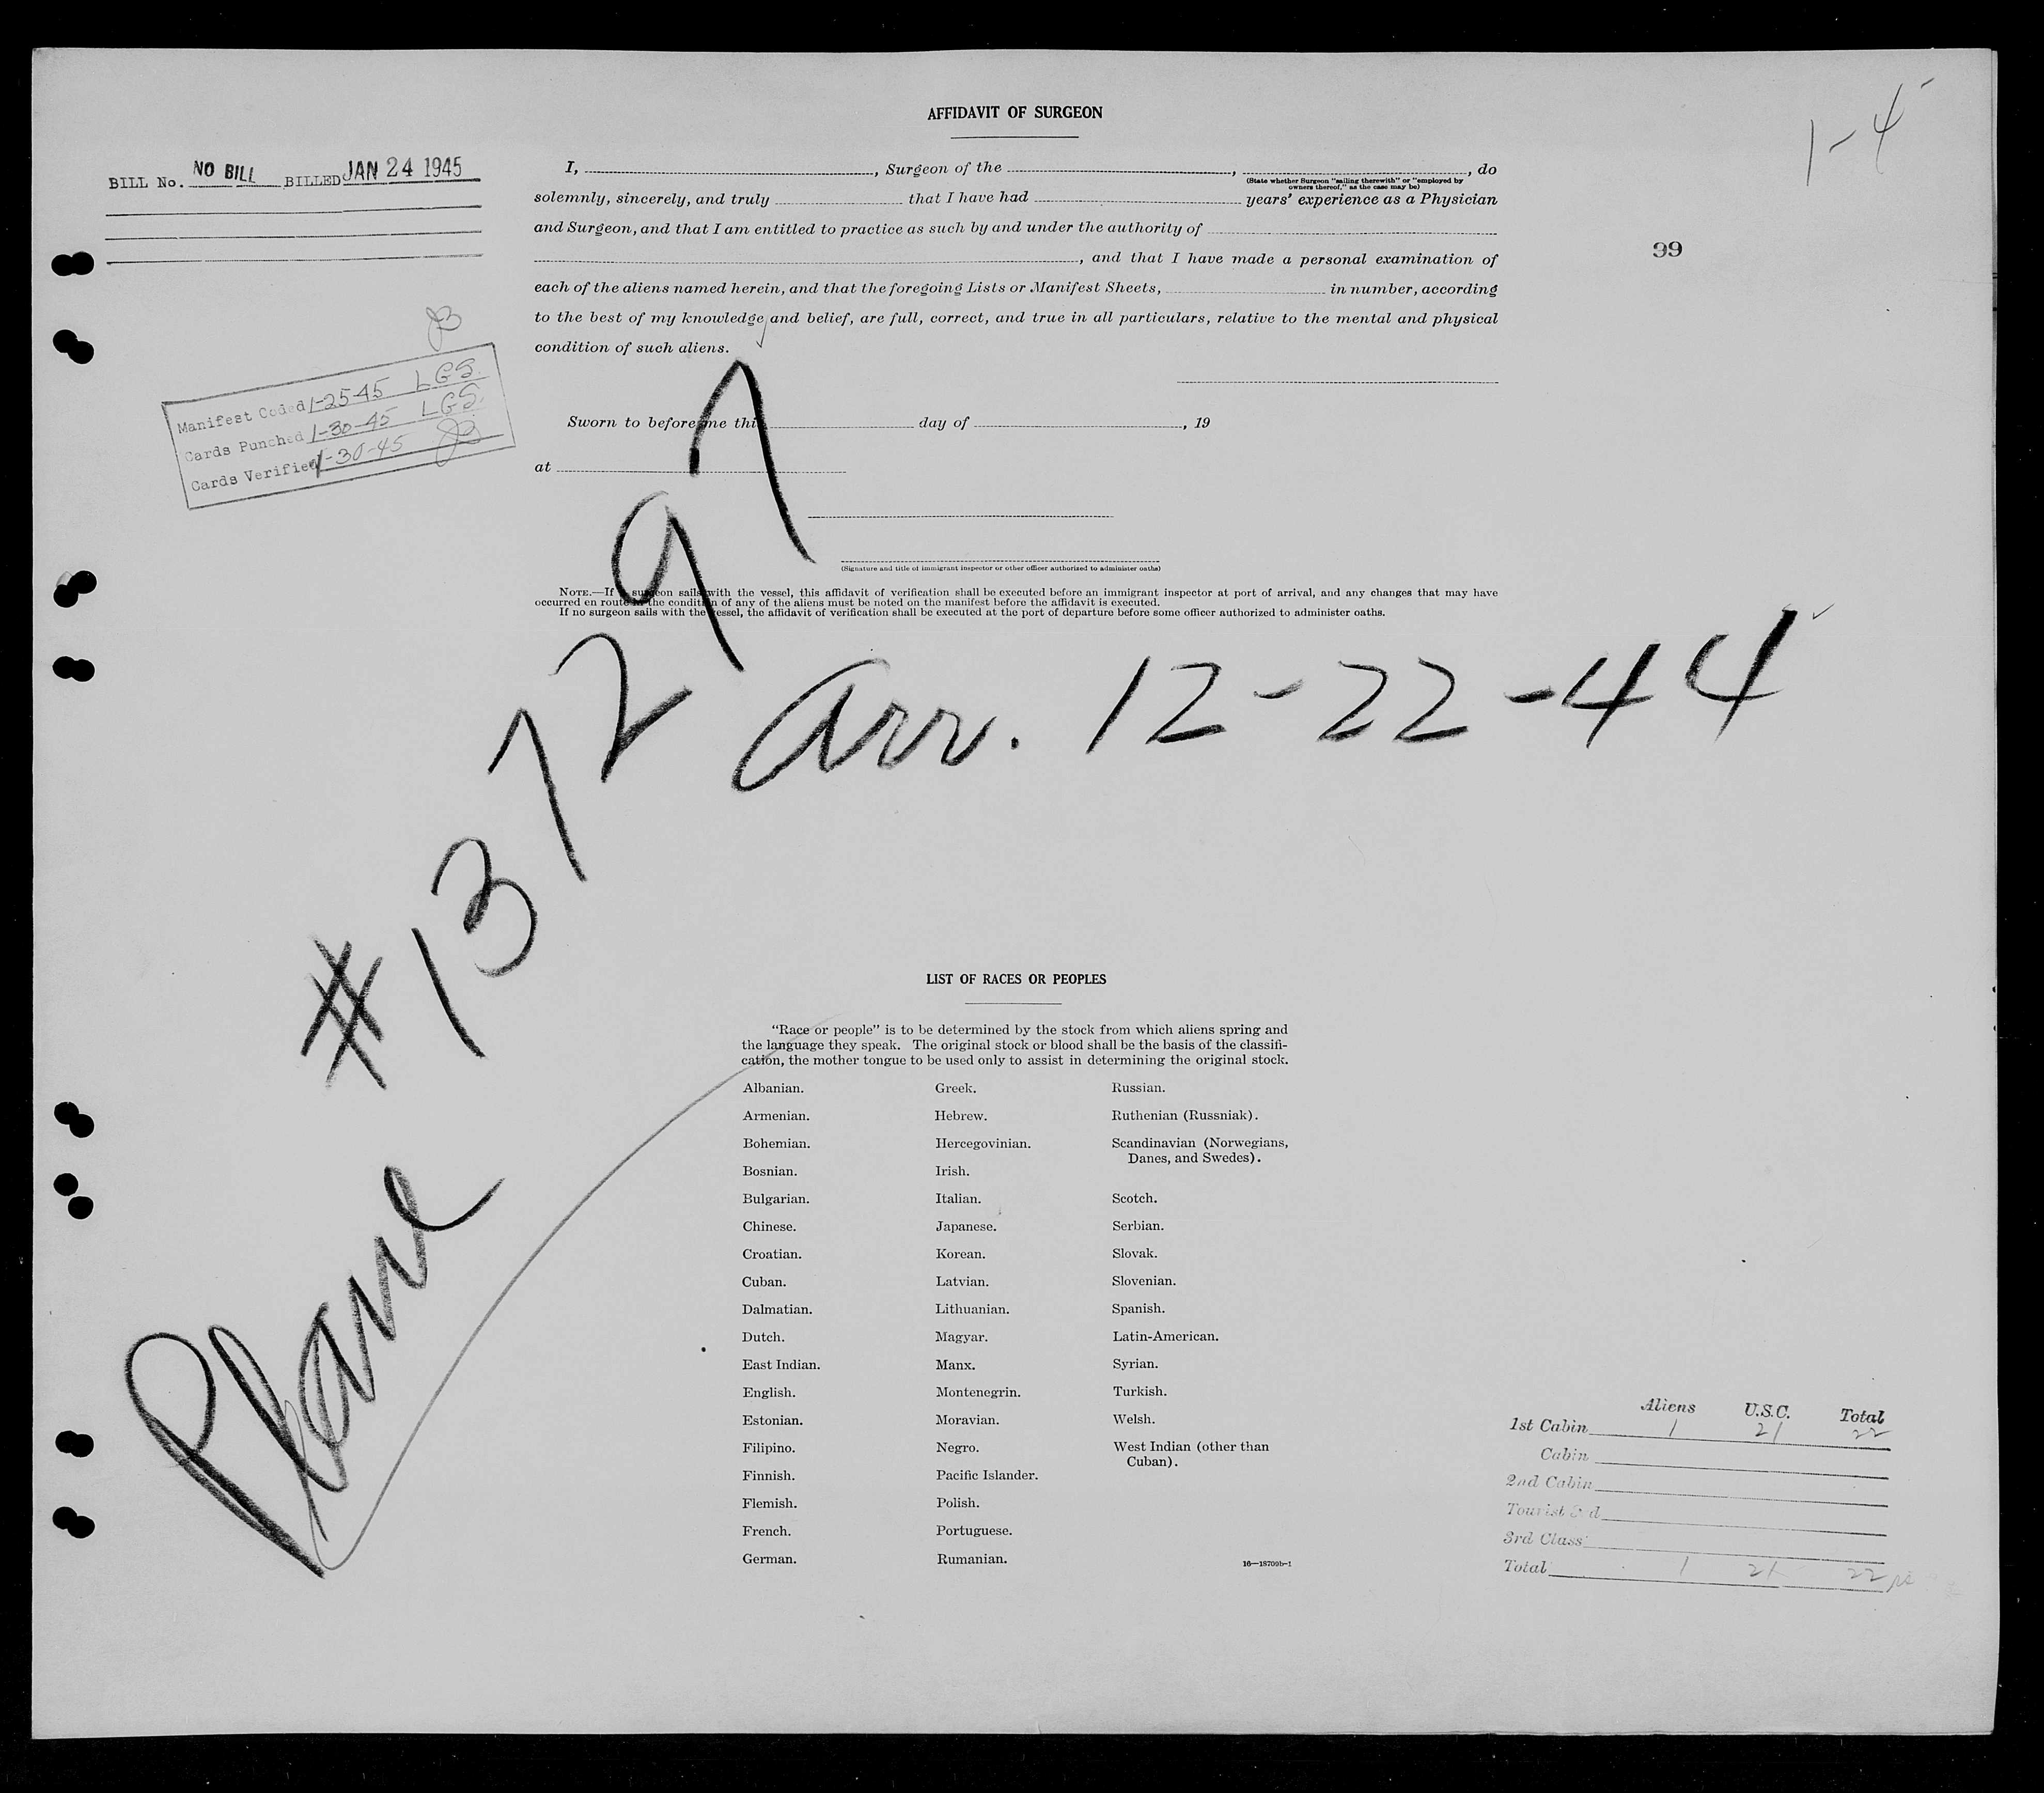 AFFIDAVIT OF SURGEON
1-4
BILL No. NO BILL BILLED JAN 24 1945
I, , Surgeon of the , , do
(State whether Surgeon "sailing therewith" or "employed by
owners thereof," as the case may be)
solemnly, sincerely, and truly that I have had years' experience as a Physician
and Surgeon, and that I am entitled to practice as such by and under the authority of
, and that I have made a personal examination of
99
each of the aliens named herein, and that the foregoing Lists or Manifest Sheets, in number, according
to the best of my knowledge and belief, are full, correct, and true in all particulars, relative to the mental and physical
condition of such aliens.
Manifest Coded 1-25-45 LGS.
Cards Punched 1-30-45 LGS.
Cards Verified 1-30-45
Sworn to before me this day of , 19
at
(Signature and title of immigrant inspector or other officer authorized to administer oaths)
NOTE.—If a surgeon sails with the vessel, this affidavit of verification shall be executed before an immigrant inspector at port of arrival, and any changes that may have
occurred en route in the condition of any of the aliens must be noted on the manifest before the affidavit is executed.
If no surgeon sails with the vessel, the affidavit of verification shall be executed at the port of departure before some officer authorized to administer oaths.
Plane #137297
arr. 12-22-44
LIST OF RACES OR PEOPLES
"Race or people" is to be determined by the stock from which aliens spring and
the language they speak. The original stock or blood shall be the basis of the classifi-
cation, the mother tongue to be used only to assist in determining the original stock.
Albanian. Greek. Russian.
Armenian. Hebrew. Ruthenian (Russniak).
Bohemian. Hercegovinian. Scandinavian (Norwegians,
Danes, and Swedes).
Bosnian. Irish.
Bulgarian. Italian. Scotch.
Chinese. Japanese. Serbian.
Croatian. Korean. Slovak.
Cuban. Latvian. Slovenian.
Dalmatian. Lithuanian. Spanish.
Dutch. Magyar. Latin-American.
East Indian. Manx. Syrian.
English. Montenegrin. Turkish.
Estonian. Moravian. Welsh.
Filipino. Negro. West Indian (other than
Cuban).
Finnish. Pacific Islander.
Flemish. Polish.
French. Portuguese.
German. Rumanian.
16—18709b-1
Aliens U.S.C. Total
1st Cabin 1 21 22
Cabin
2nd Cabin
Tourist 3rd
3rd Class
Total 1 21 22